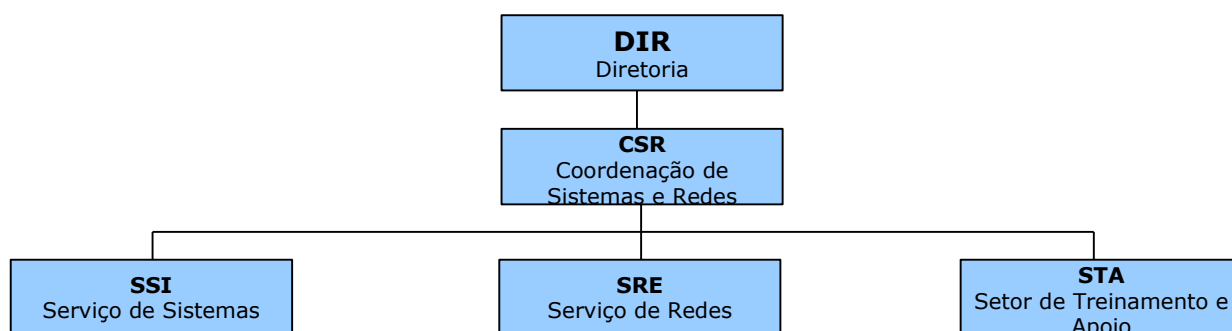 DIR
Diretoria
CSR
Coordenação de
Sistemas e Redes
SSI
Serviço de Sistemas
SRE
Serviço de Redes
STA
Setor de Treinamento e
Apoio